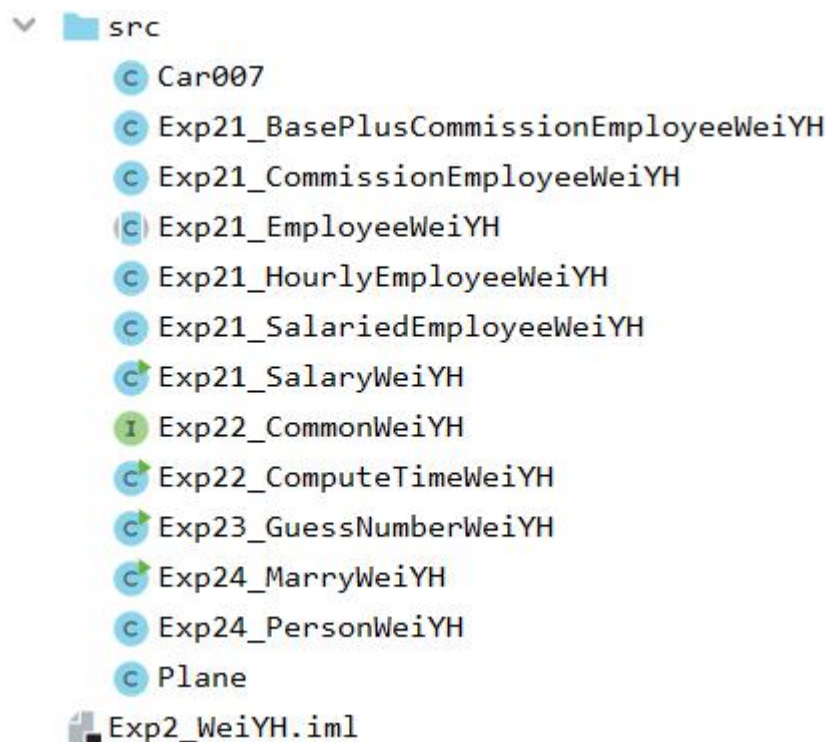 src
C Car007
C Exp21_BasePlusCommissionEmployeeWeiYH
C Exp21_CommissionEmployeeWeiYH
C Exp21_EmployeeWeiYH
C Exp21_HourlyEmployeeWeiYH
C Exp21_SalariedEmployeeWeiYH
C Exp21_SalaryWeiYH
I Exp22_CommonWeiYH
C Exp22_ComputeTimeWeiYH
C Exp23_GuessNumberWeiYH
C Exp24_MarryWeiYH
C Exp24_PersonWeiYH
C Plane
Exp2_WeiYH.iml